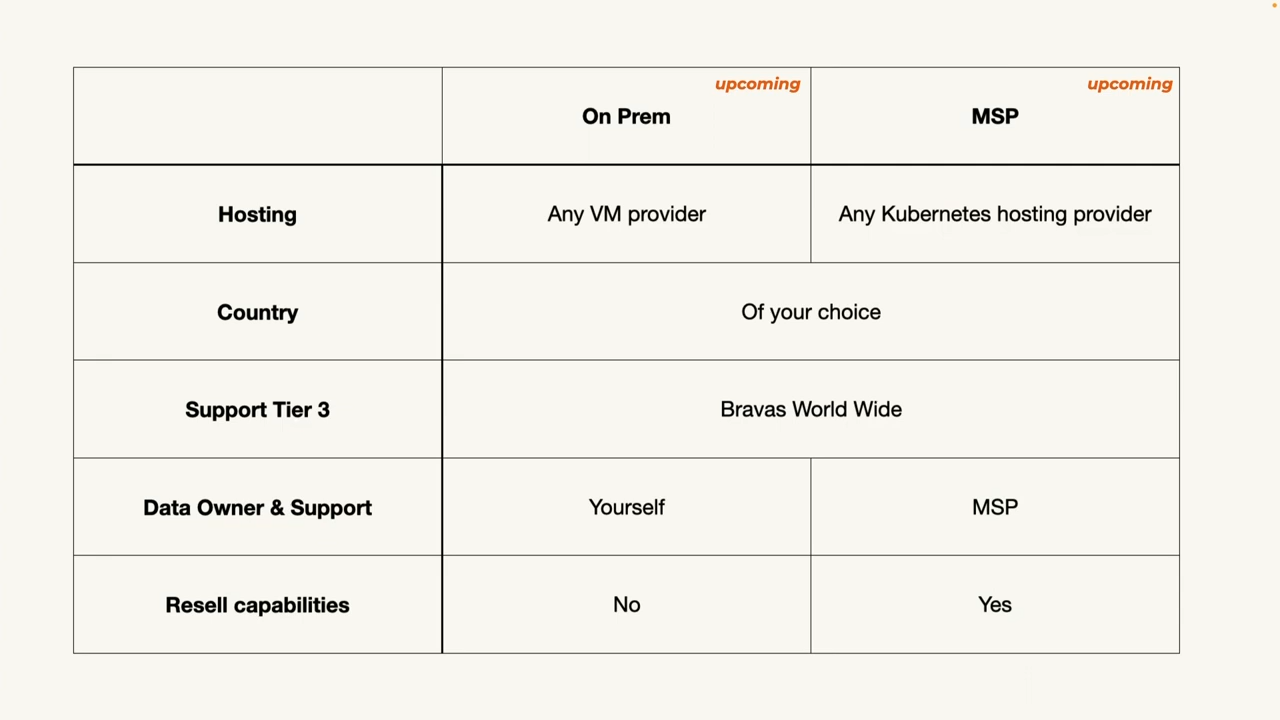 upcoming
upcoming
On Prem
MSP
Hosting
Any VM provider
Any Kubernetes hosting provider
Country
Of your choice
Support Tier 3
Bravas World Wide
Data Owner & Support
Yourself
MSP
Resell capabilities
No
Yes